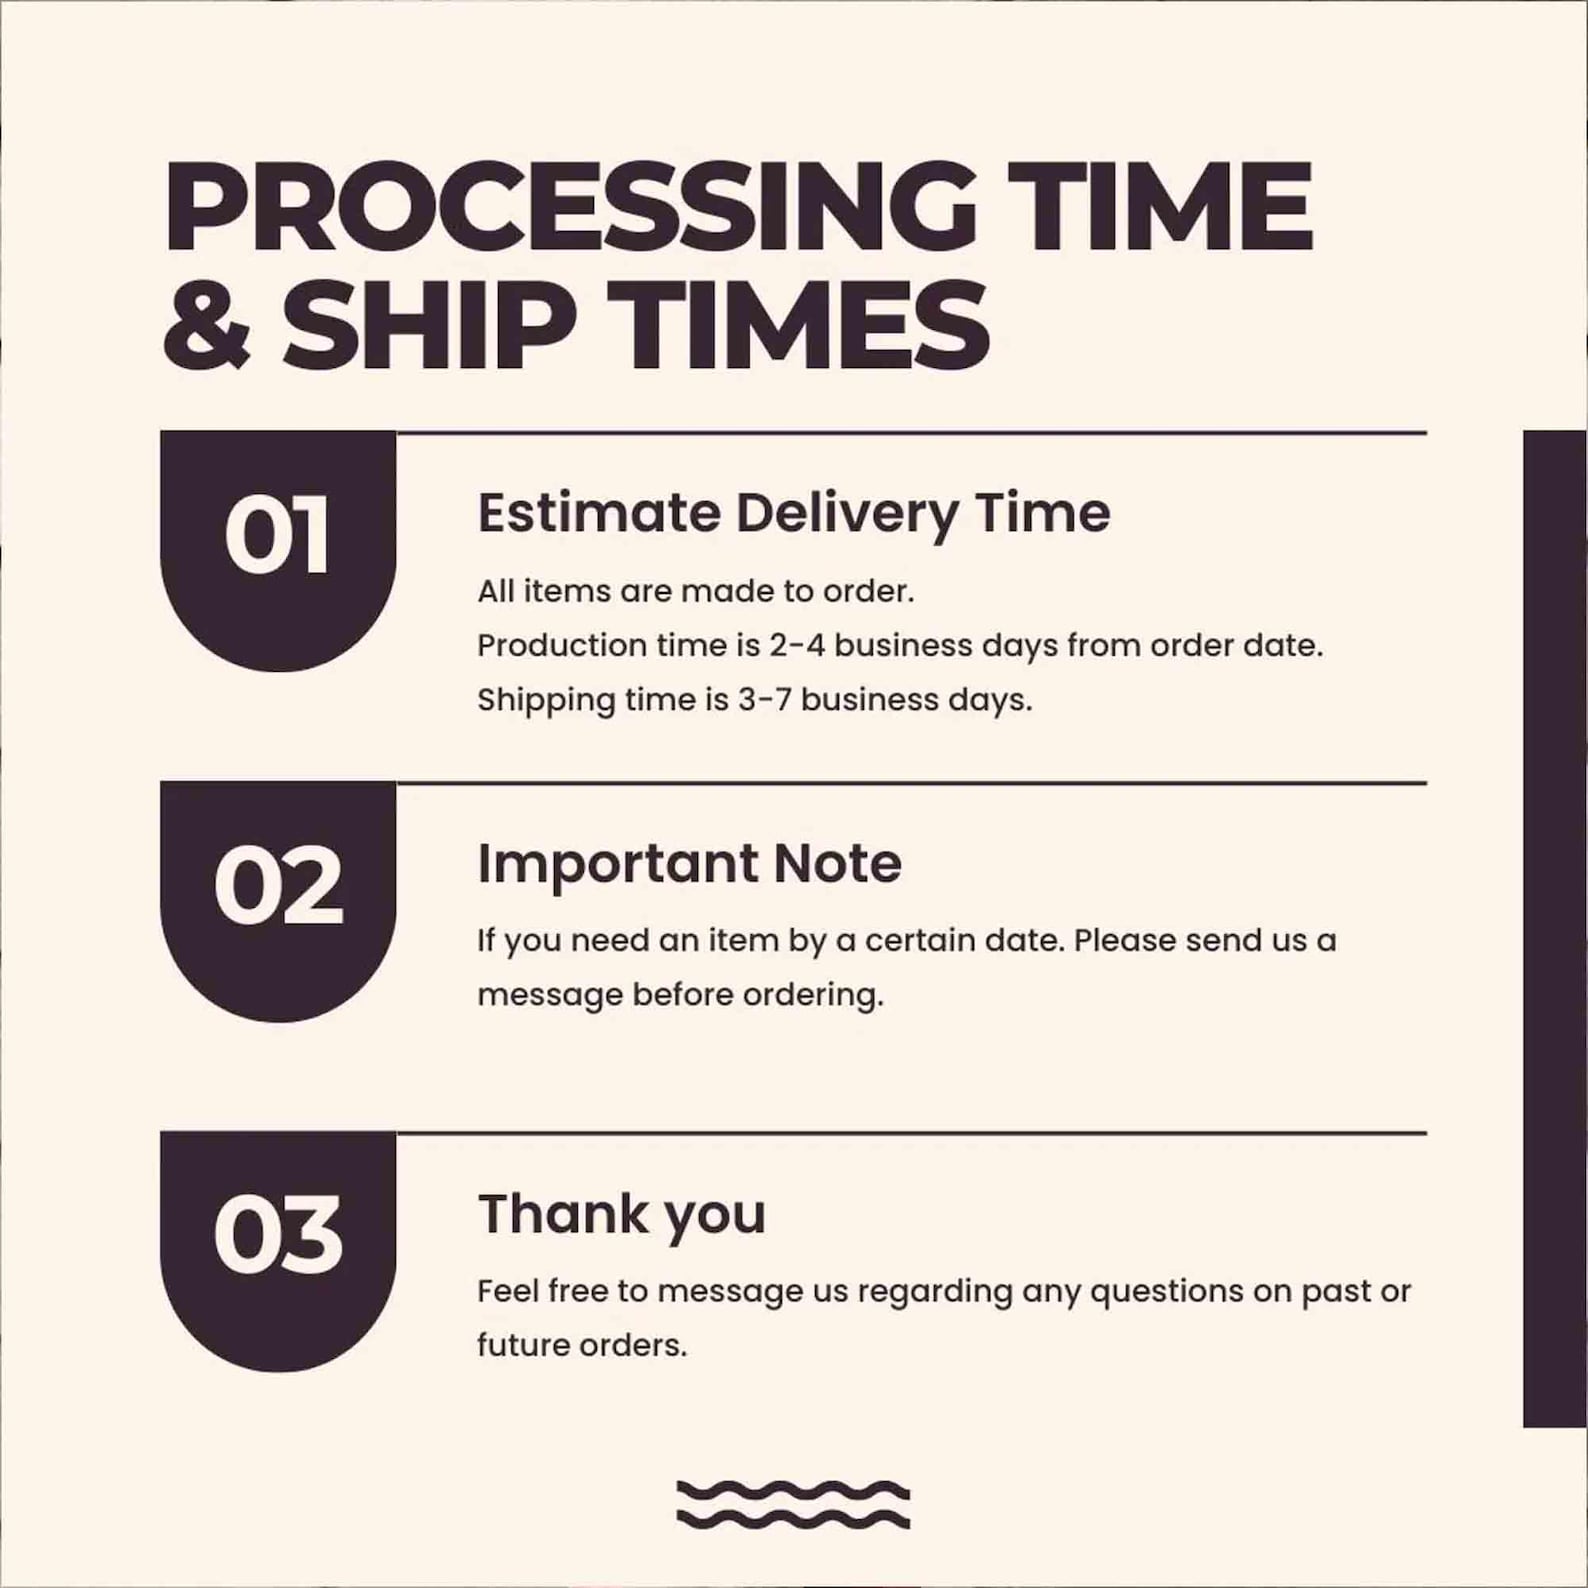 PROCESSING TIME
& SHIP TIMES
01
Estimate Delivery Time
All items are made to order.
Production time is 2-4 business days from order date.
Shipping time is 3-7 business days.
02
Important Note
If you need an item by a certain date. Please send us a
message before ordering.
03
Thank you
Feel free to message us regarding any questions on past or
future orders.